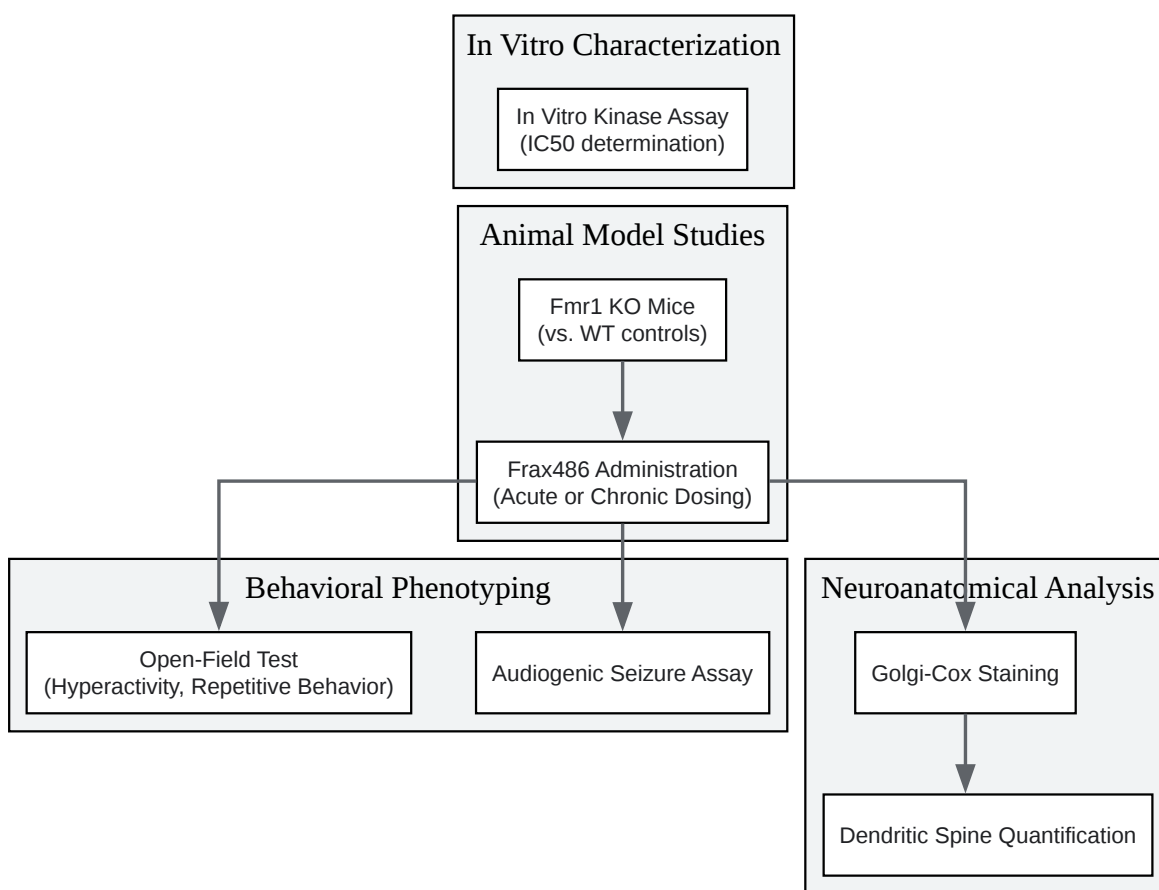 In Vitro Characterization
In Vitro Kinase Assay
(IC50 determination)
Animal Model Studies
Fmr1 KO Mice
(vs. WT controls)
Frax486 Administration
(Acute or Chronic Dosing)
Behavioral Phenotyping
Open-Field Test
(Hyperactivity, Repetitive Behavior)
Audiogenic Seizure Assay
Neuroanatomical Analysis
Golgi-Cox Staining
Dendritic Spine Quantification